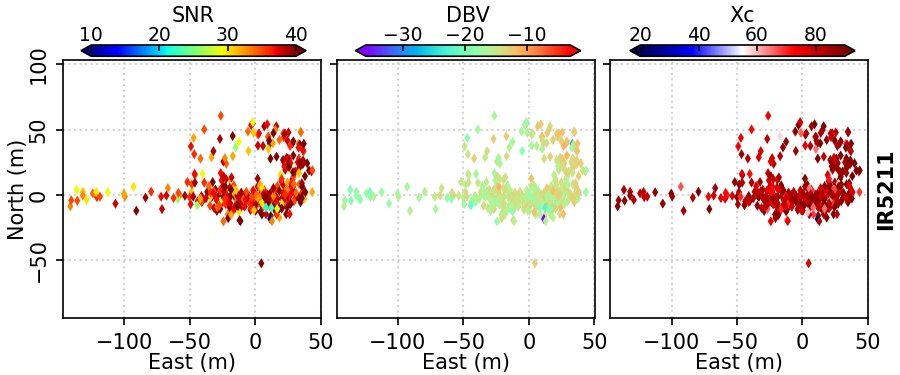 SNR DBV Xc
10 20 30 40 −30 −20 −10 20 40 60 80
100
50
0
−50
North (m)
IR5211
−100 −50 0 50 −100 −50 0 50 −100 −50 0 50
East (m) East (m) East (m)